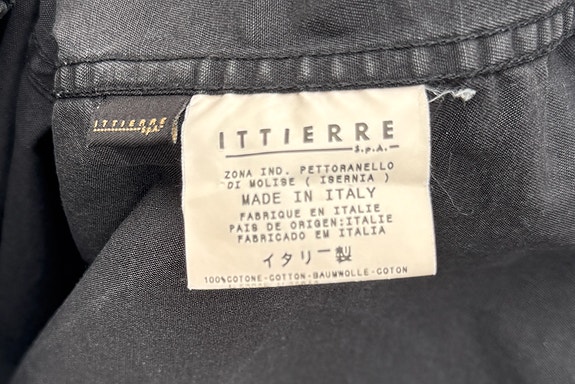 ITTIERRE
S.p.A.
ITTIERRE
S.p.A.
ZONA IND. PETTORANELLO
DI MOLISE ( ISERNIA )
MADE IN ITALY
FABRIQUE EN ITALIE
PAIS DE ORIGEN:ITALIE
FABRICADO EM ITALIA
イタリー製
100%COTONE-COTTON-BAUMWOLLE-COTON